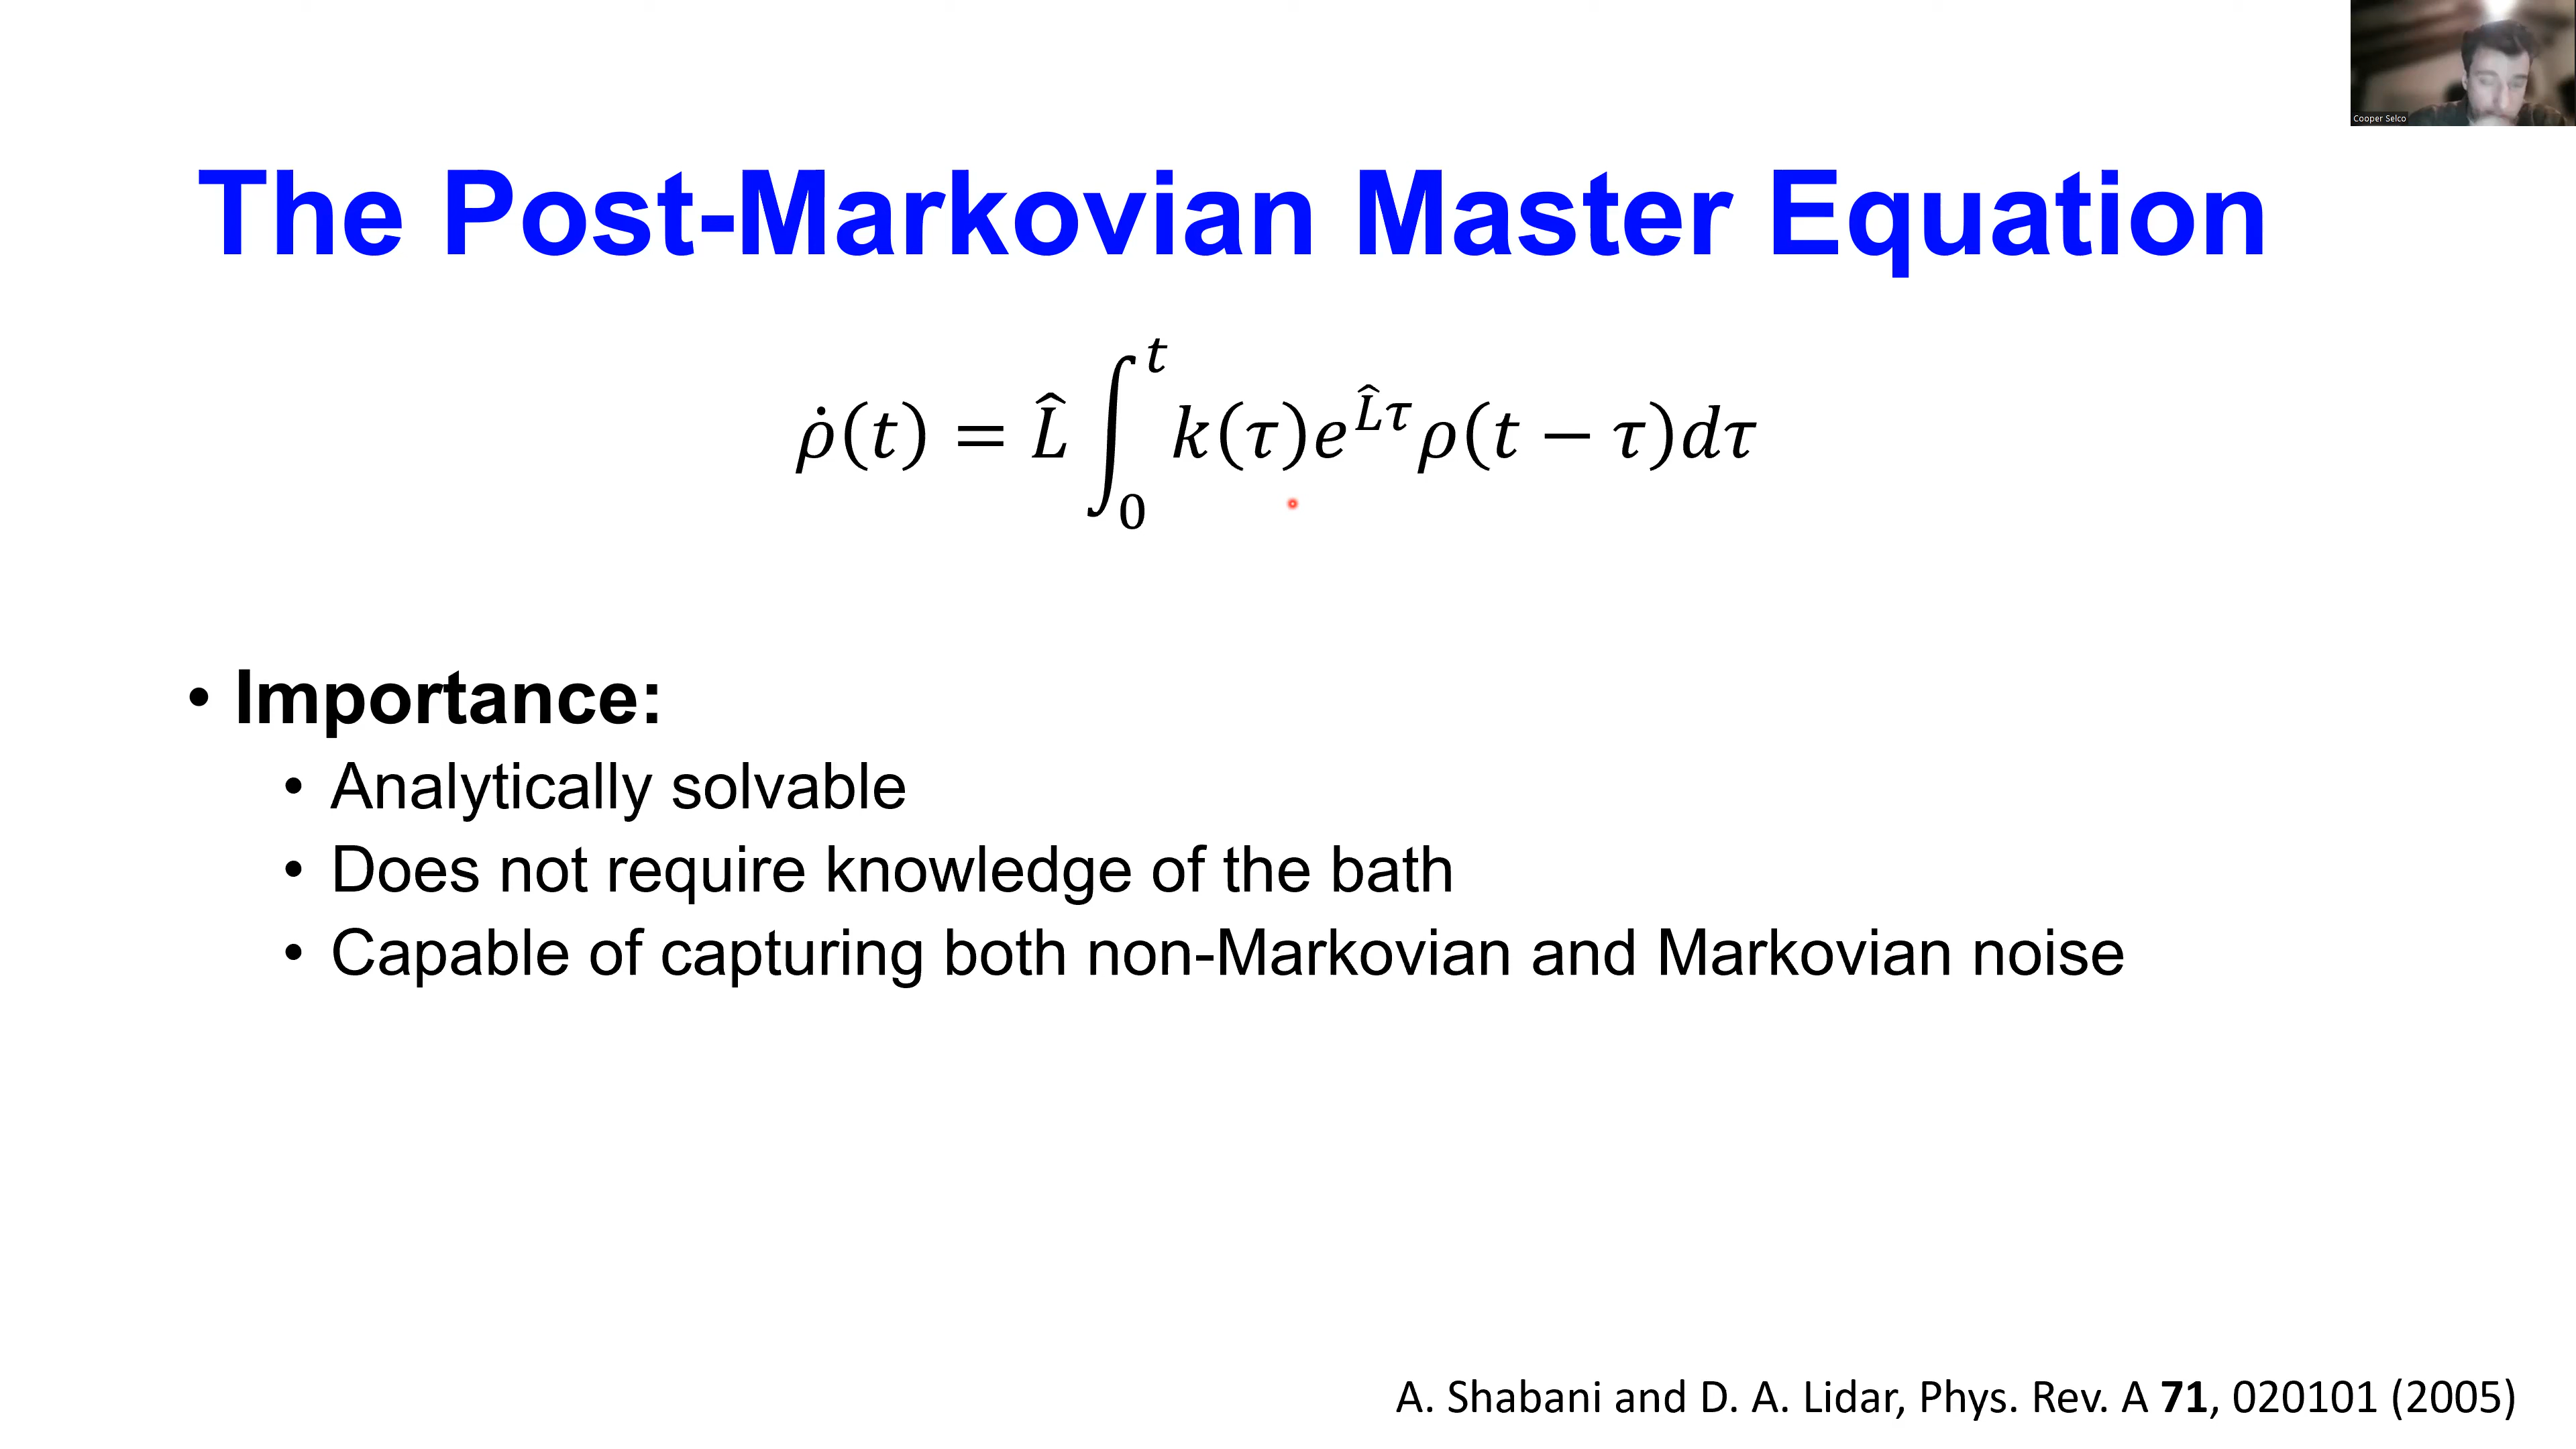 Cooper Selco
The Post-Markovian Master Equation
ρ̇(t) = L̂ ∫₀ᵗ k(τ)e^{L̂τ}ρ(t − τ)dτ
• Importance:
• Analytically solvable
• Does not require knowledge of the bath
• Capable of capturing both non-Markovian and Markovian noise
A. Shabani and D. A. Lidar, Phys. Rev. A 71, 020101 (2005)